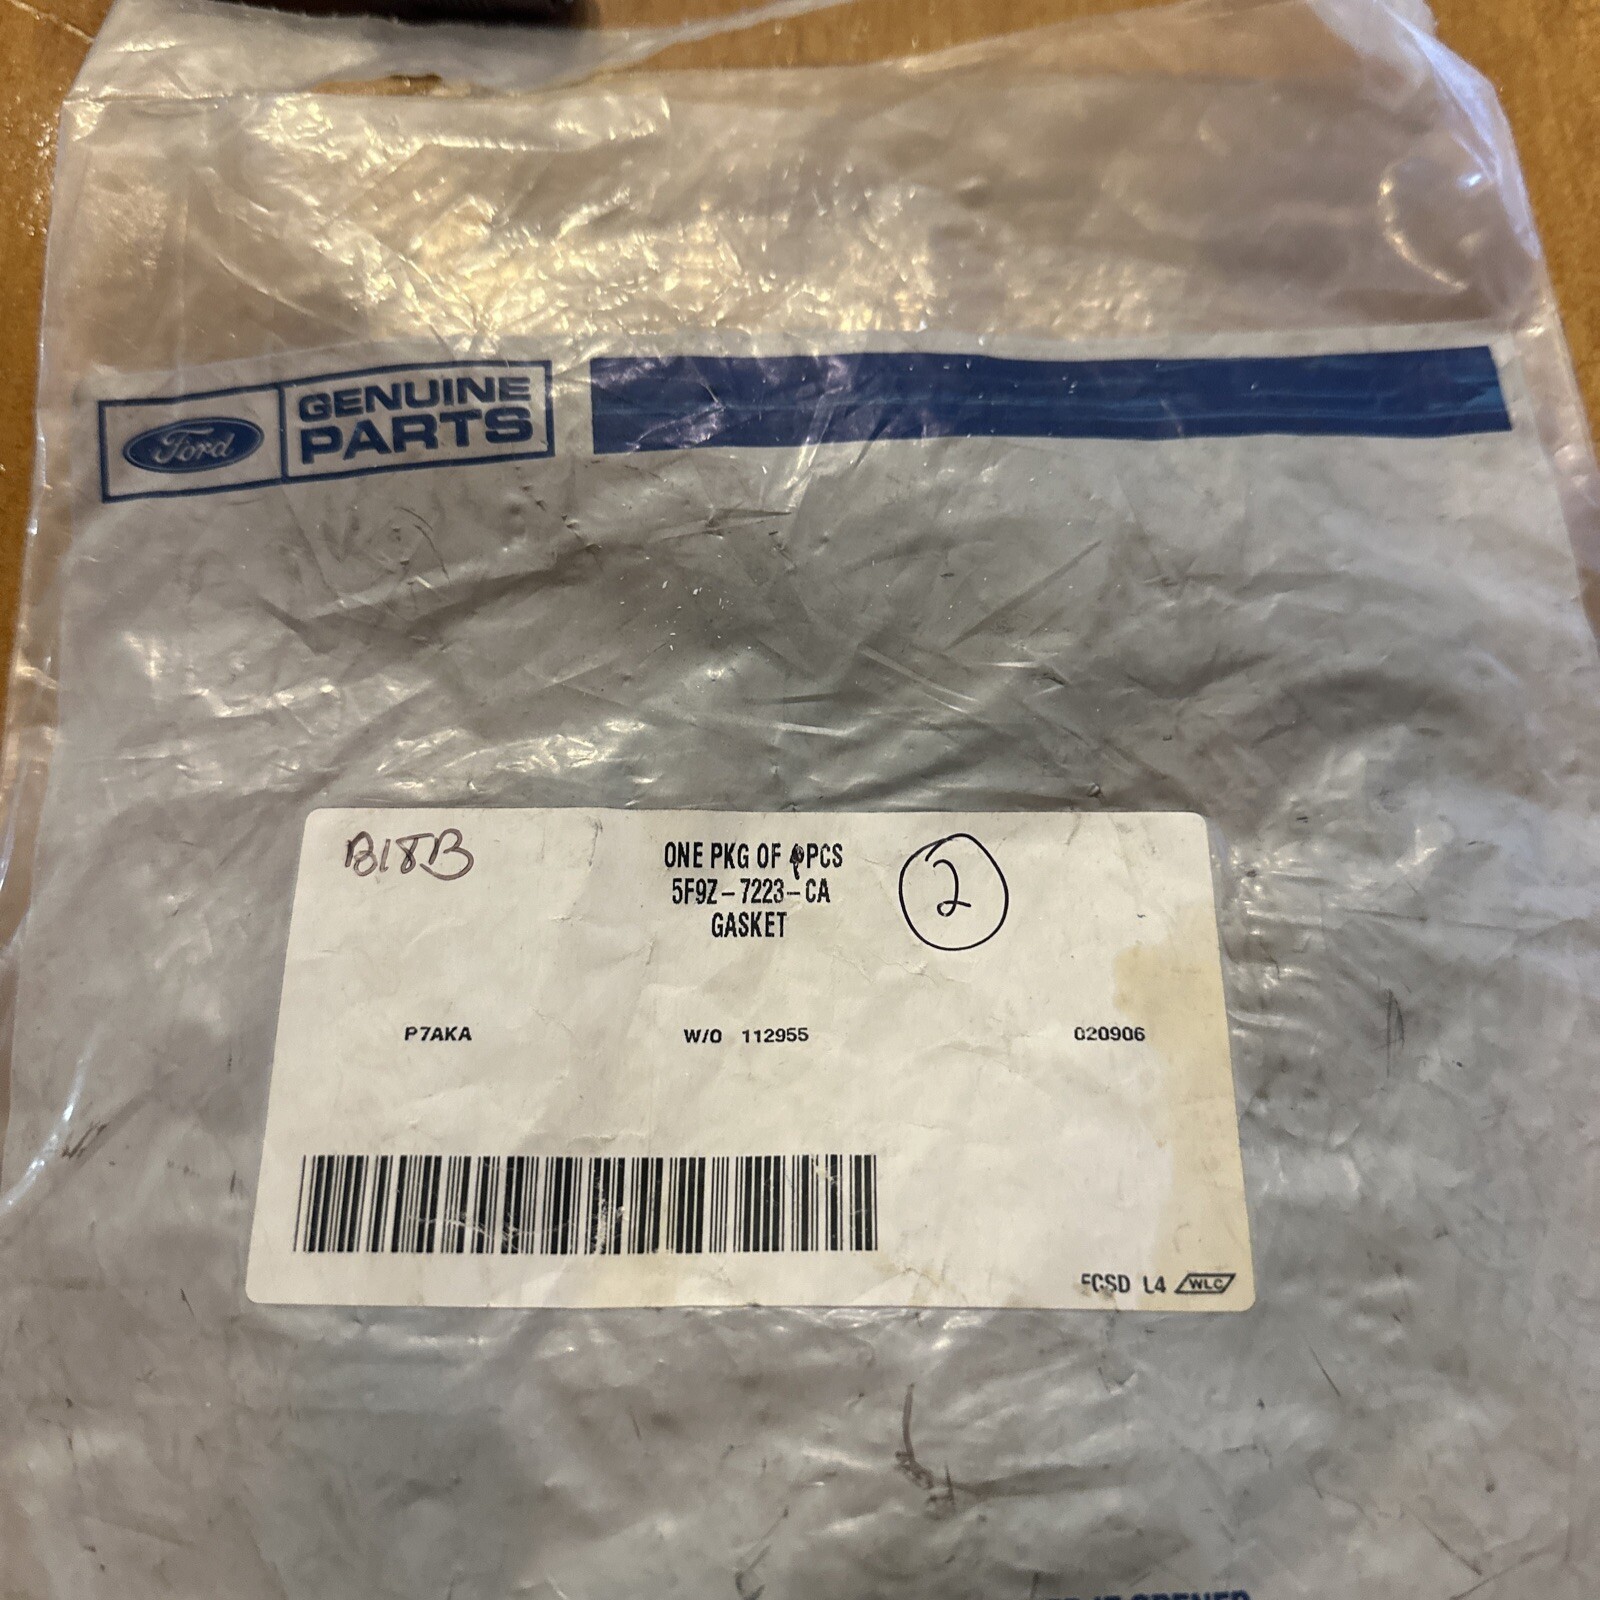 Ford
GENUINE
PARTS
B18B
ONE PKG OF PCS
2
5F9Z-7223-CA
GASKET
P7AKA W/O 112955 020906
FCSD L4 WLC
OPENED